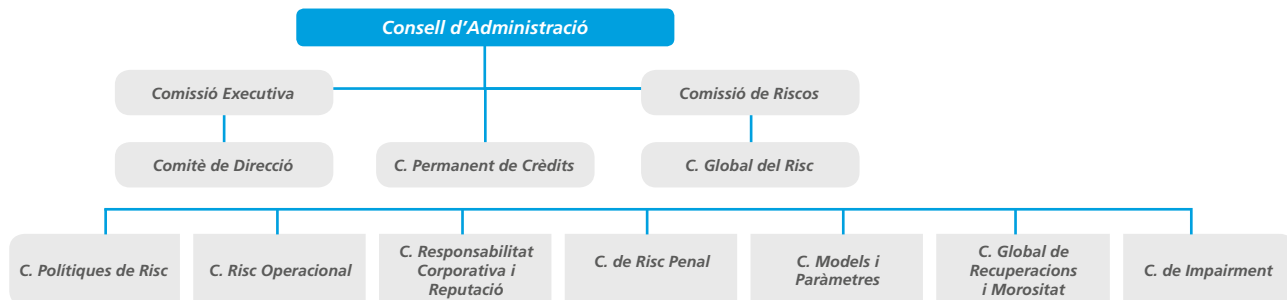 Consell d’Administració
Comissió Executiva
Comissió de Riscos
Comitè de Direcció
C. Permanent de Crèdits
C. Global del Risc
C. Polítiques de Risc
C. Risc Operacional
C. Responsabilitat
Corporativa i
Reputació
C. de Risc Penal
C. Models i
Paràmetres
C. Global de
Recuperacions
i Morositat
C. de Impairment